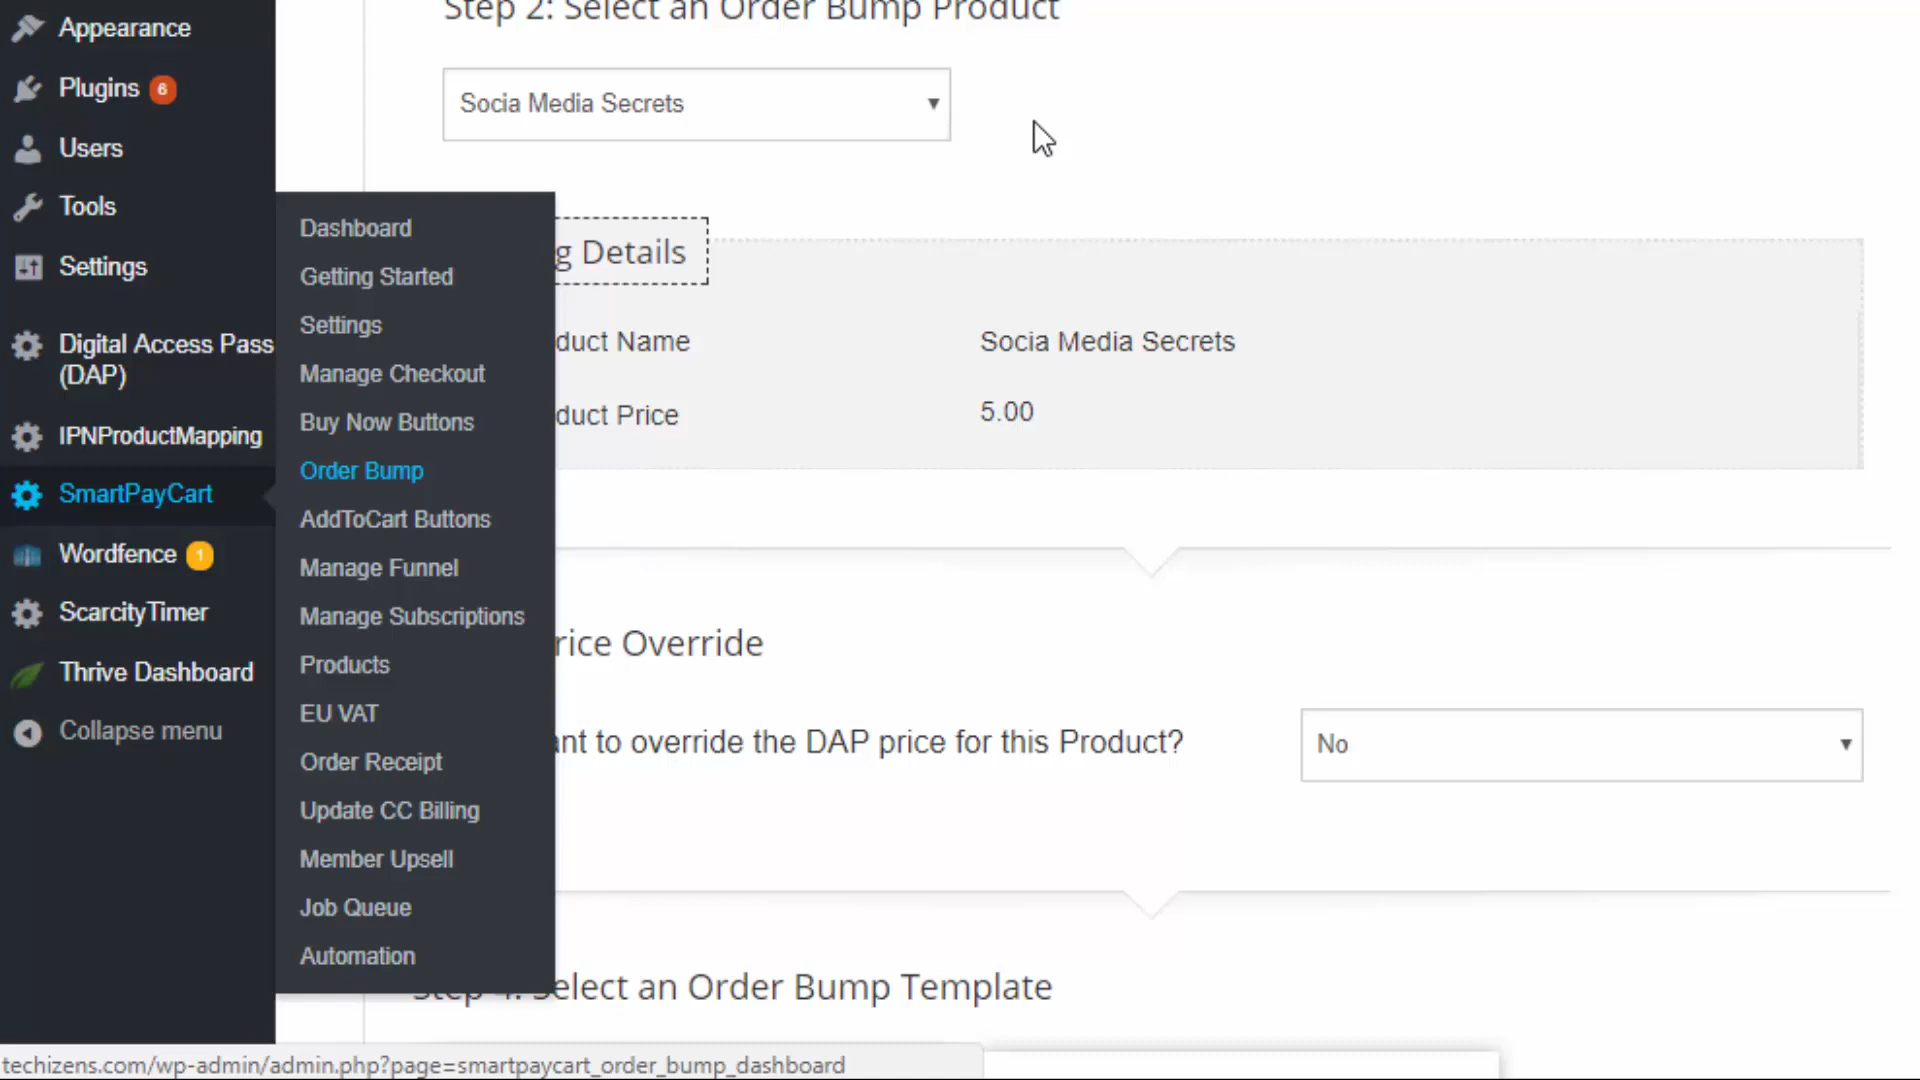 Appearance
Plugins 6
Users
Tools
Settings
Digital Access Pass
(DAP)
IPNProductMapping
SmartPayCart
Wordfence 1
ScarcityTimer
Thrive Dashboard
Collapse menu
Dashboard
Getting Started
Settings
Manage Checkout
Buy Now Buttons
Order Bump
AddToCart Buttons
Manage Funnel
Manage Subscriptions
Products
EU VAT
Order Receipt
Update CC Billing
Member Upsell
Job Queue
Automation
Step 2: Select an Order Bump Product
Socia Media Secrets
g Details
duct Name Socia Media Secrets
duct Price 5.00
rice Override
ant to override the DAP price for this Product? No
Step 4: Select an Order Bump Template
techizens.com/wp-admin/admin.php?page=smartpaycart_order_bump_dashboard